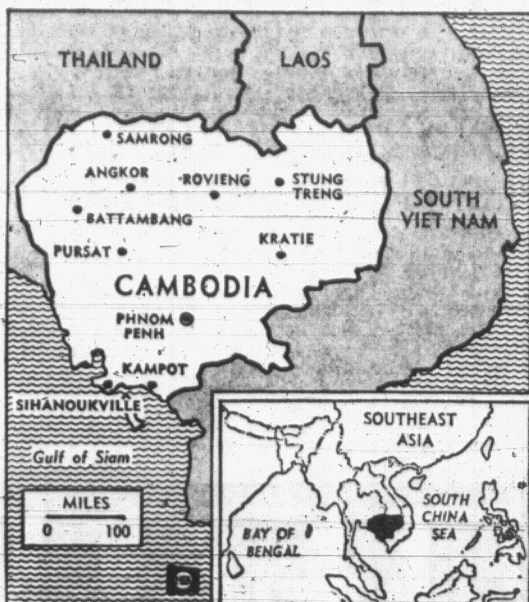 THAILAND
LAOS
SAMRONG
ANGKOR
ROVIENG
STUNG
TRENG
BATTAMBANG
SOUTH
VIET NAM
PURSAT
KRATIE
CAMBODIA
PHNOM
PENH
KAMPOT
SIHANOUKVILLE
Gulf of Siam
MILES
0 100
SOUTHEAST
ASIA
SOUTH
CHINA
SEA
BAY OF
BENGAL